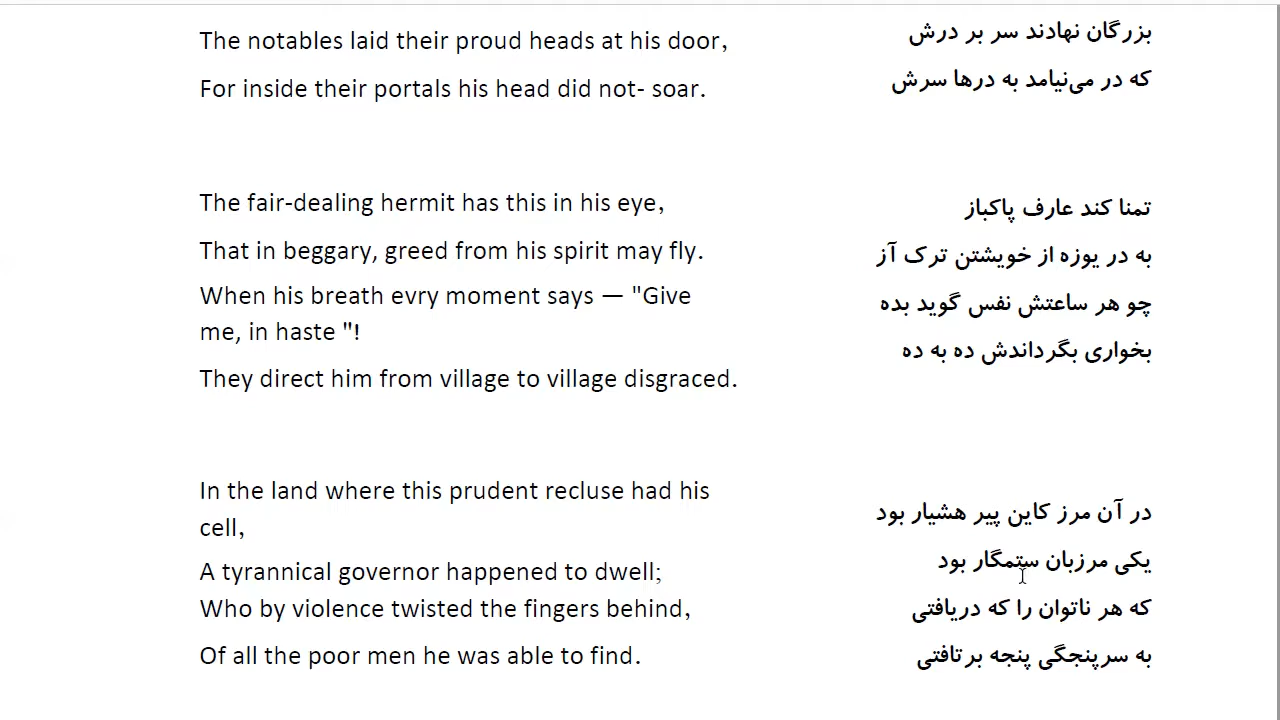 The notables laid their proud heads at his door,
For inside their portals his head did not- soar.
The fair-dealing hermit has this in his eye,
That in beggary, greed from his spirit may fly.
When his breath evry moment says — "Give
me, in haste "!
They direct him from village to village disgraced.
In the land where this prudent recluse had his
cell,
A tyrannical governor happened to dwell;
Who by violence twisted the fingers behind,
Of all the poor men he was able to find.
بزرگان نهادند سر بر درش
که در می‌نیامد به درها سرش
تمنا کند عارف پاکباز
به در یوزه از خویشتن ترک آز
چو هر ساعتش نفس گوید بده
بخواری بگرداندش ده به ده
در آن مرز کاین پیر هشیار بود
یکی مرزبان ستمگار بود
که هر ناتوان را که دریافتی
به سرپنجگی پنجه برتافتی